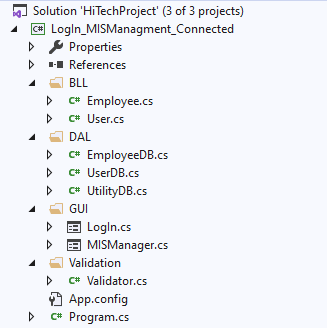 Solution 'HiTechProject' (3 of 3 projects)
C# LogIn_MISManagment_Connected
Properties
References
BLL
C# Employee.cs
C# User.cs
DAL
C# EmployeeDB.cs
C# UserDB.cs
C# UtilityDB.cs
GUI
LogIn.cs
MISManager.cs
Validation
C# Validator.cs
App.config
C# Program.cs